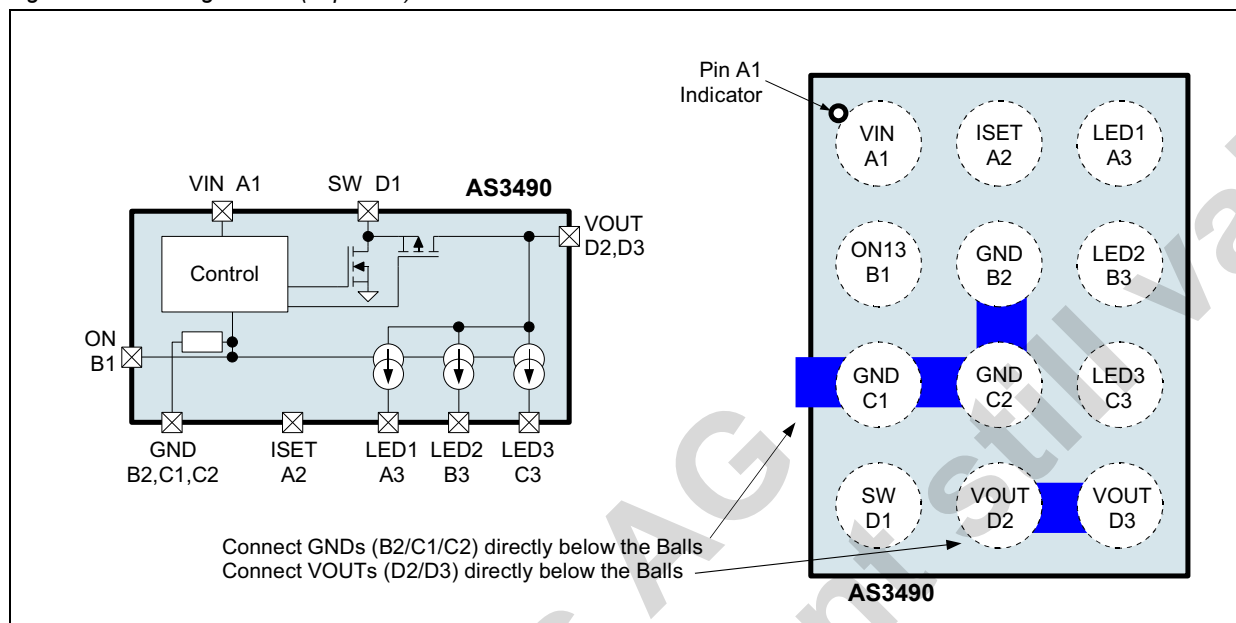 Pin A1
Indicator
VIN A1
SW D1
AS3490
VOUT
D2,D3
Control
ON
B1
GND
B2,C1,C2
ISET
A2
LED1
A3
LED2
B3
LED3
C3
VIN
A1
ISET
A2
LED1
A3
ON13
B1
GND
B2
LED2
B3
GND
C1
GND
C2
LED3
C3
SW
D1
VOUT
D2
VOUT
D3
Connect GNDs (B2/C1/C2) directly below the Balls
Connect VOUTs (D2/D3) directly below the Balls
AS3490
AG
still va